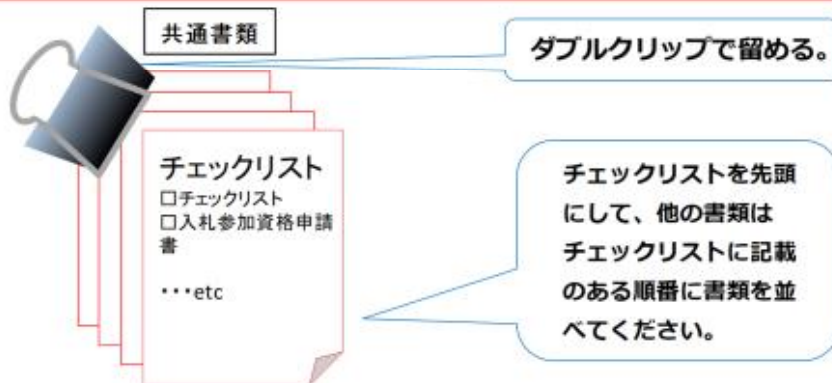 共通書類
ダブルクリップで留める。
チェックリスト
□チェックリスト
□入札参加資格申請
書
・・・etc
チェックリストを先頭
にして、他の書類は
チェックリストに記載
のある順番に書類を並
べてください。